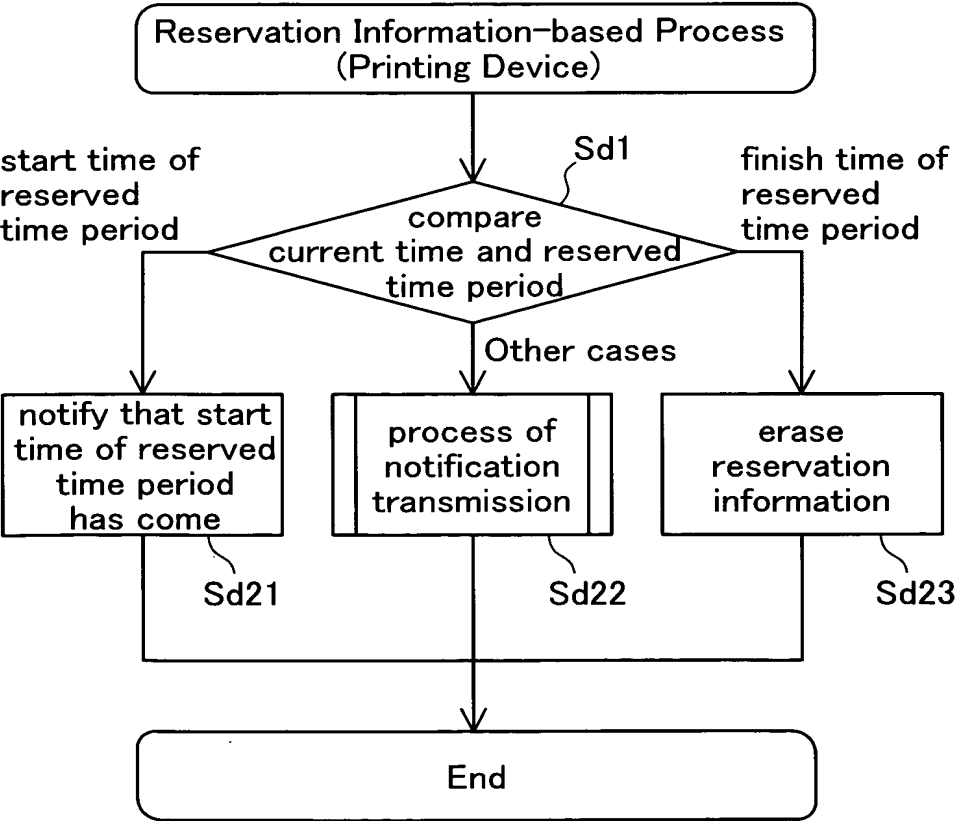 Reservation Information-based Process
(Printing Device)
Sd1
start time of
reserved
time period
finish time of
reserved
time period
compare
current time and reserved
time period
Other cases
notify that start
time of reserved
time period
has come
process of
notification
transmission
erase
reservation
information
Sd21
Sd22
Sd23
End